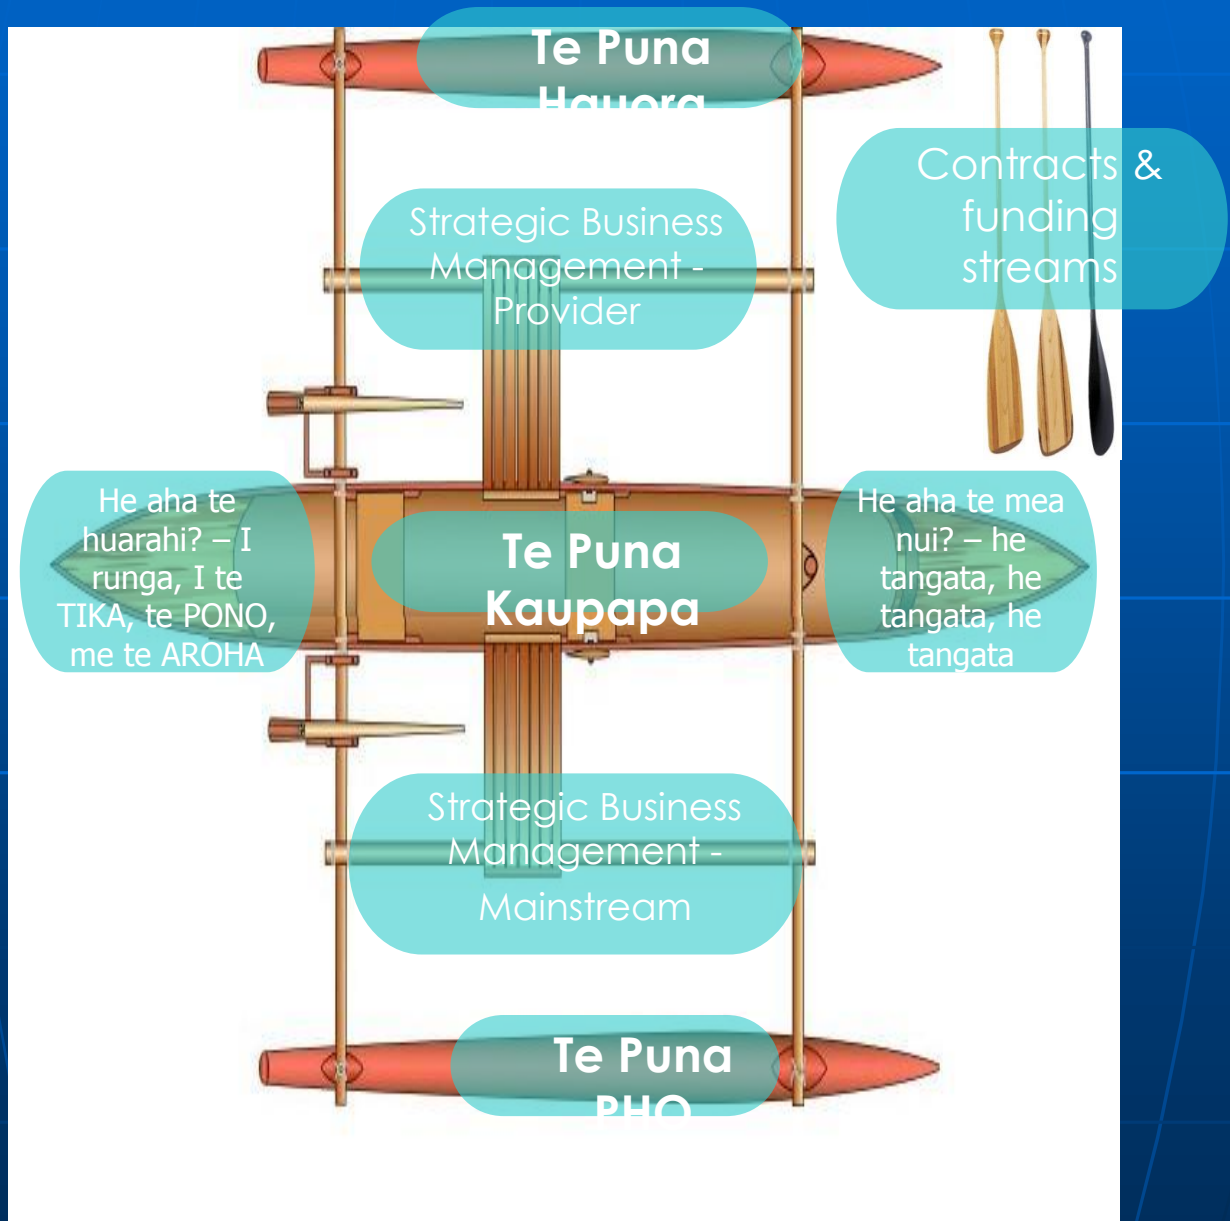 Te Puna
Hauora
Contracts &
funding
streams
Strategic Business
Management -
Provider
He aha te
huarahi? – I
runga, I te
TIKA, te PONO,
me te AROHA
Te Puna
Kaupapa
He aha te mea
nui? – he
tangata, he
tangata, he
tangata
Strategic Business
Management -
Mainstream
Te Puna
PHO